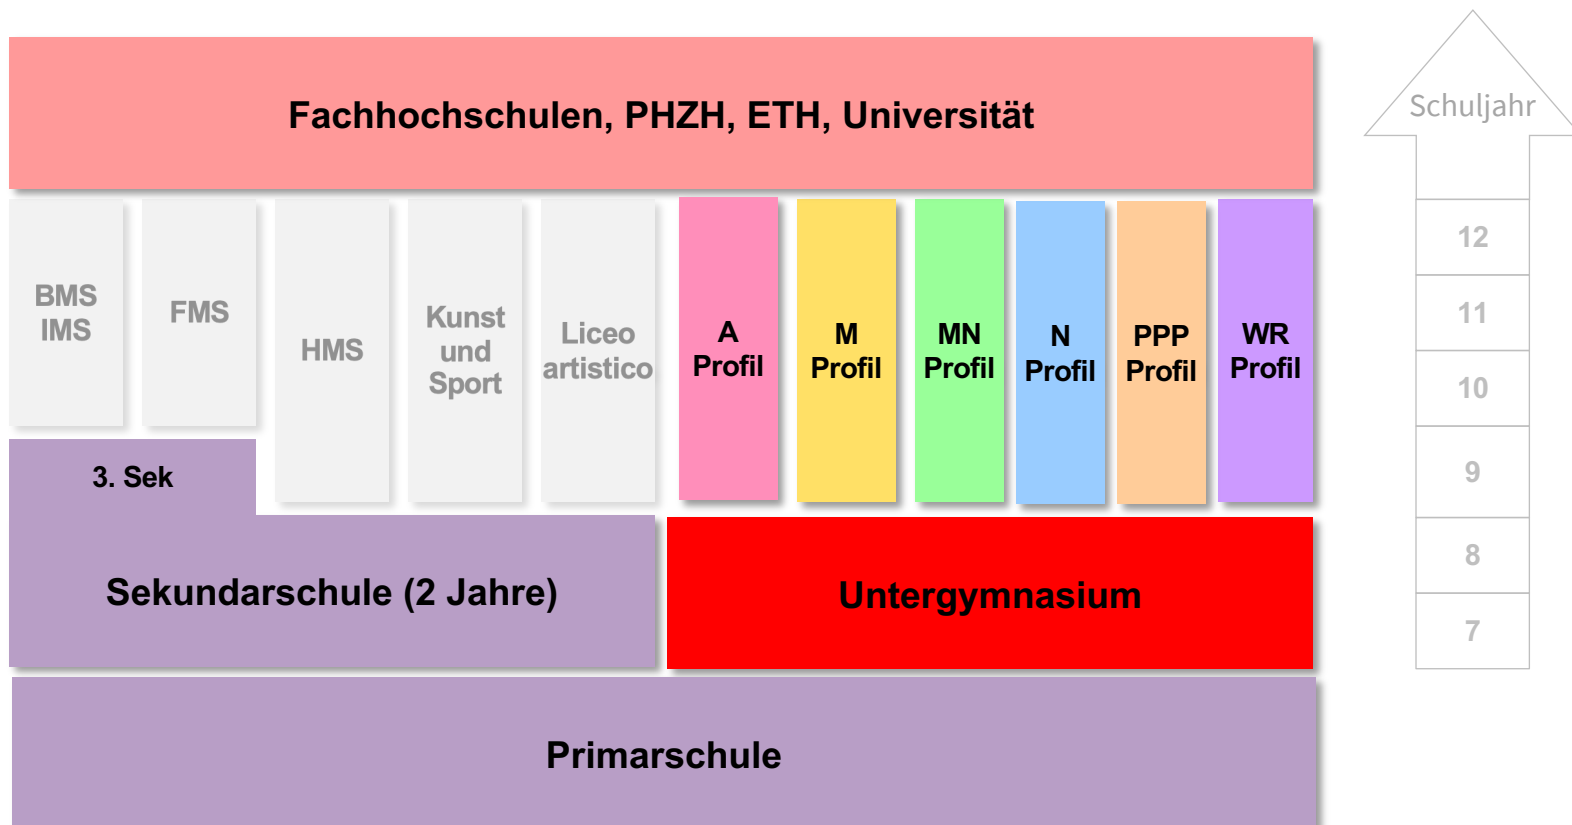 Fachhochschulen, PHZH, ETH, Universität
Schuljahr
BMS
IMS
FMS
HMS
Kunst
und
Sport
Liceo
artistico
A
Profil
M
Profil
MN
Profil
N
Profil
PPP
Profil
WR
Profil
12
11
10
9
8
7
3. Sek
Sekundarschule (2 Jahre)
Untergymnasium
Primarschule